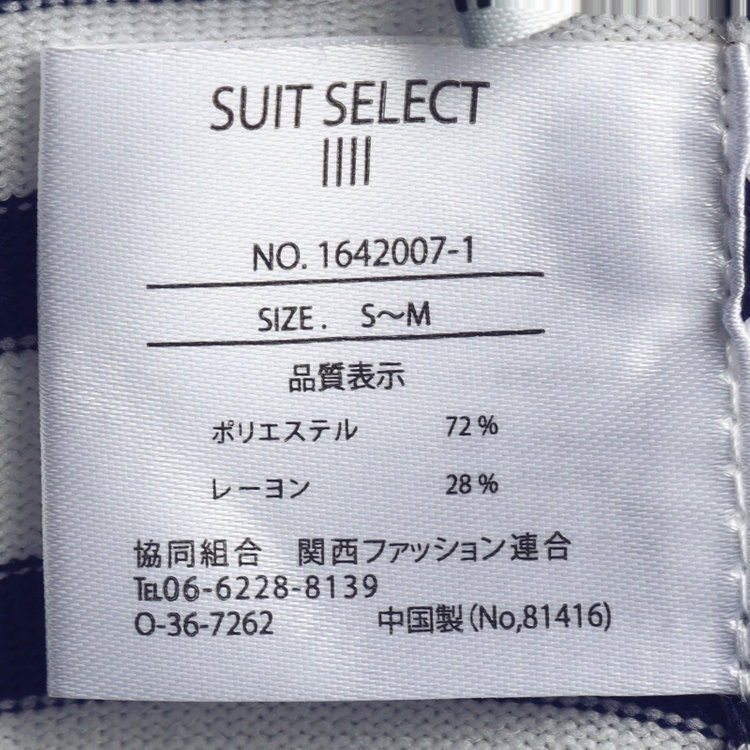 SUIT SELECT
NO. 1642007-1
SIZE. S〜M
品質表示
ポリエステル 72%
レーヨン 28%
協同組合 関西ファッション連合
℡06-6228-8139
O-36-7262 中国製(No,81416)